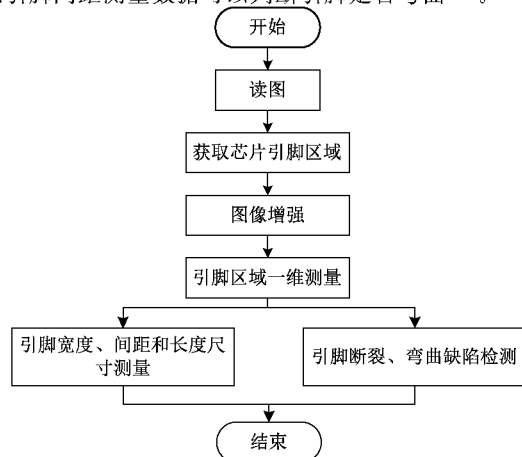 开始
读图
获取芯片引脚区域
图像增强
引脚区域一维测量
引脚宽度、间距和长度尺
寸测量
引脚断裂、弯曲缺陷检测
结束